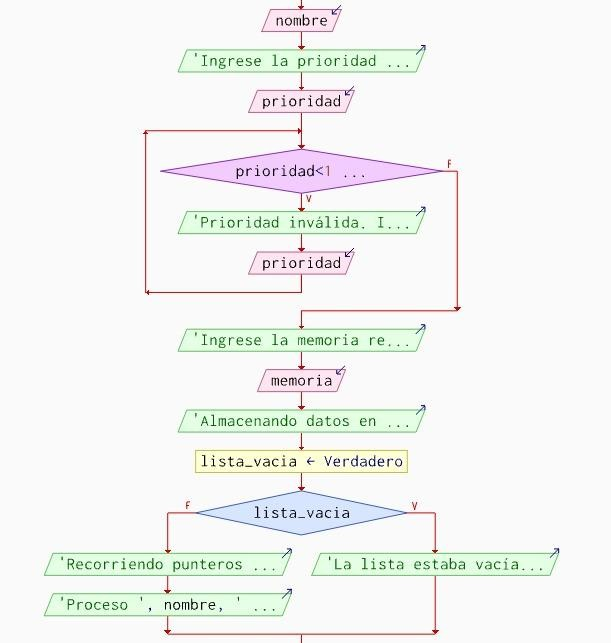 nombre
'Ingrese la prioridad ...
prioridad
prioridad<1 ...
F
V
'Prioridad inválida. I...
prioridad
'Ingrese la memoria re...
memoria
'Almacenando datos en ...
lista_vacia ← Verdadero
F
lista_vacia
V
'Recorriendo punteros ...
'La lista estaba vacía...
'Proceso ', nombre, ' ...